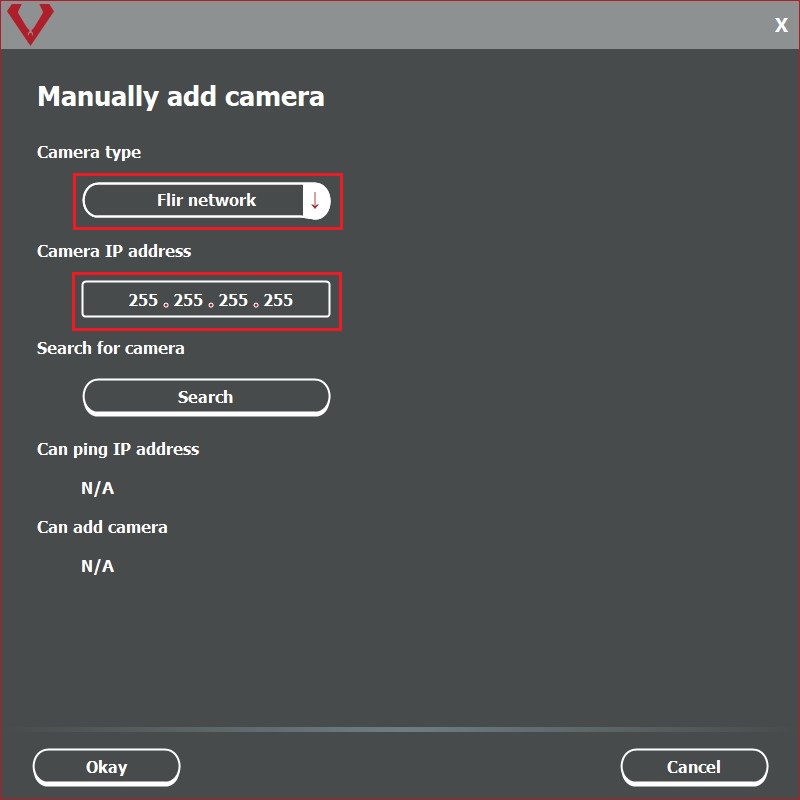 X
Manually add camera
Camera type
Flir network ↓
Camera IP address
255 . 255 . 255 . 255
Search for camera
Search
Can ping IP address
N/A
Can add camera
N/A
Okay
Cancel